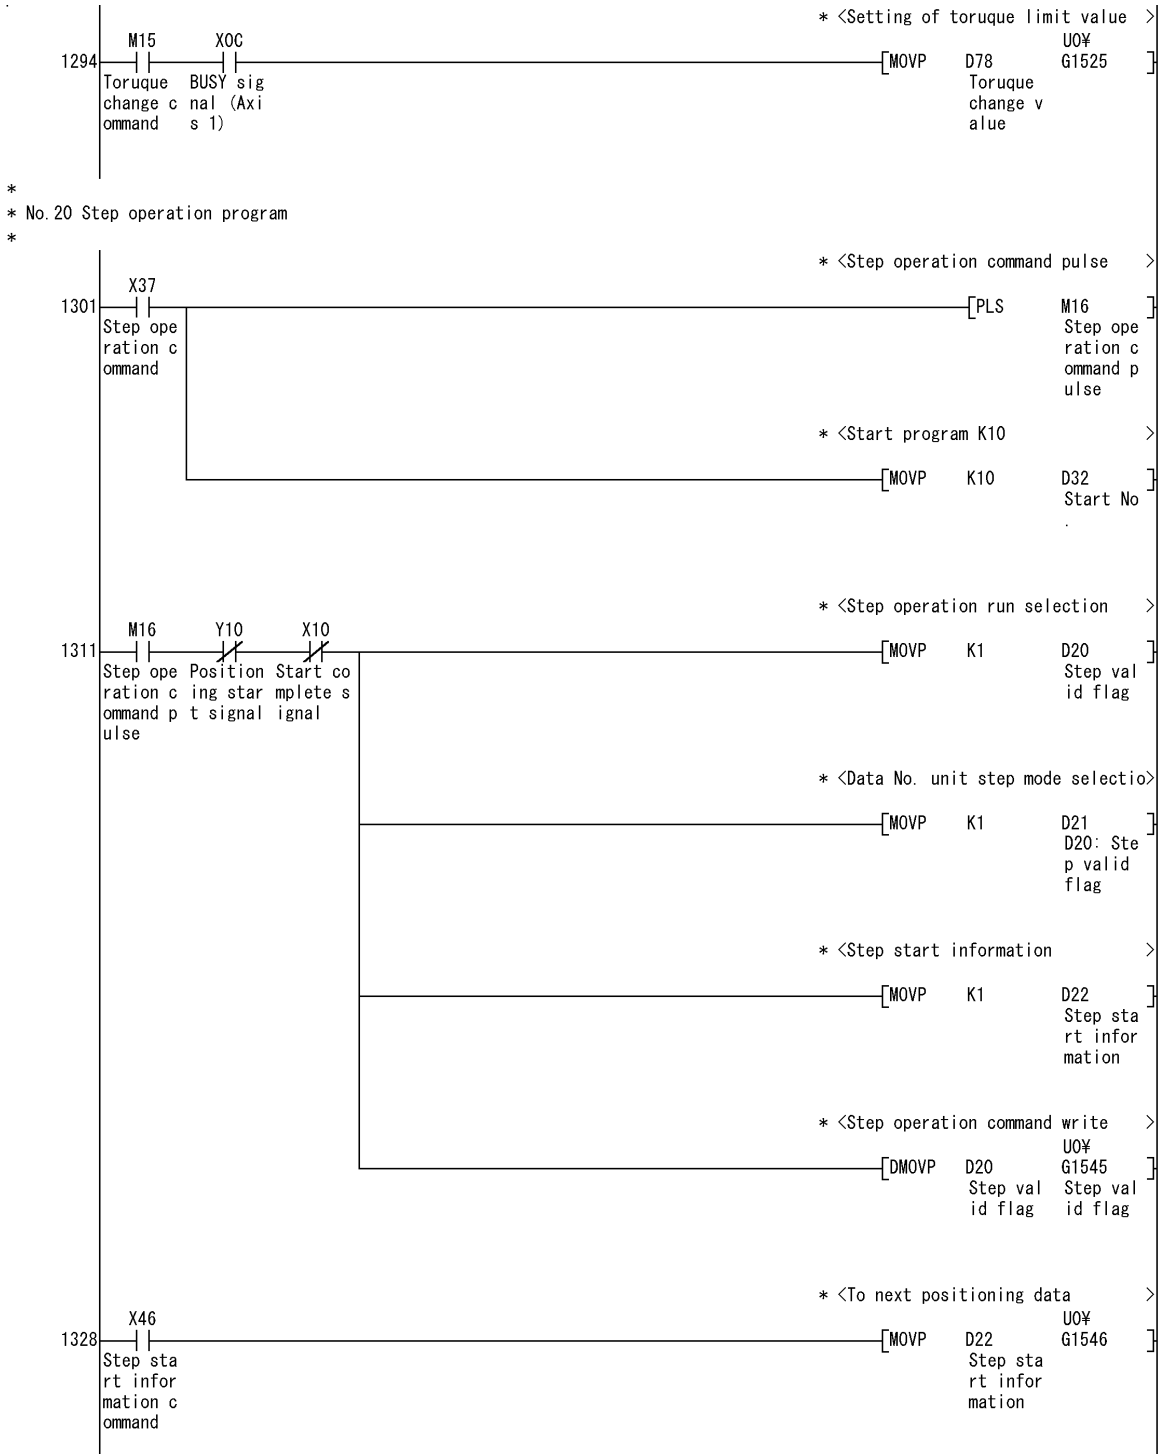 * <Setting of toruque limit value >
M15 X0C U0¥
1294 [MOVP D78 G1525 ]
Toruque BUSY sig Toruque
change c nal (Axi change v
ommand s 1) alue
*
* No.20 Step operation program
*
* <Step operation command pulse >
X37
1301 [PLS M16 ]
Step ope Step ope
ration c ration c
ommand ommand p
ulse
* <Start program K10 >
[MOVP K10 D32 ]
Start No
.
* <Step operation run selection >
M16 Y10 X10
1311 [MOVP K1 D20 ]
Step ope Position Start co Step val
ration c ing star mplete s id flag
ommand p t signal ignal
ulse
* <Data No. unit step mode selectio>
[MOVP K1 D21 ]
D20: Ste
p valid
flag
* <Step start information >
[MOVP K1 D22 ]
Step sta
rt infor
mation
* <Step operation command write >
U0¥
[DMOVP D20 G1545 ]
Step val Step val
id flag id flag
* <To next positioning data >
X46 U0¥
1328 [MOVP D22 G1546 ]
Step sta Step sta
rt infor rt infor
mation c mation
ommand